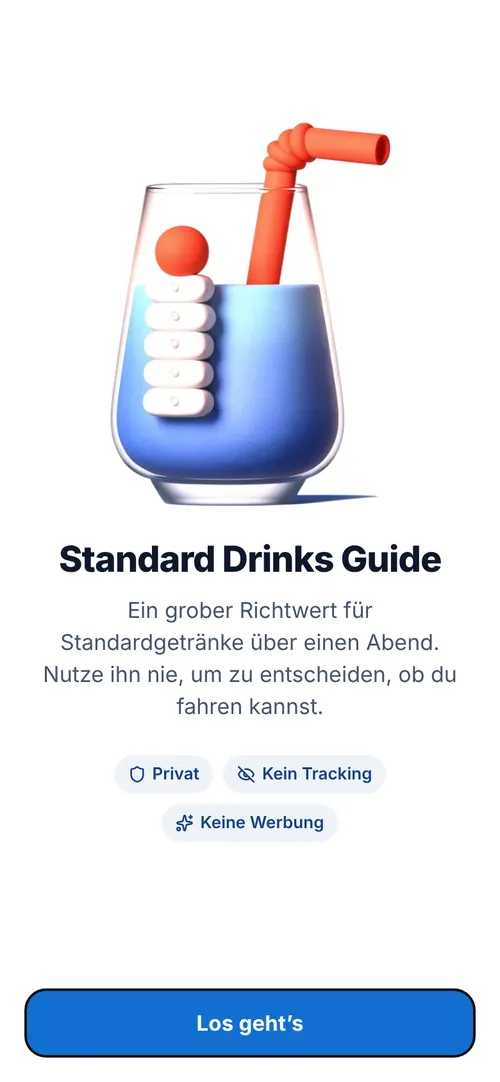 Standard Drinks Guide
Ein grober Richtwert für
Standardgetränke über einen Abend.
Nutze ihn nie, um zu entscheiden, ob du
fahren kannst.
Privat
Kein Tracking
Keine Werbung
Los geht’s